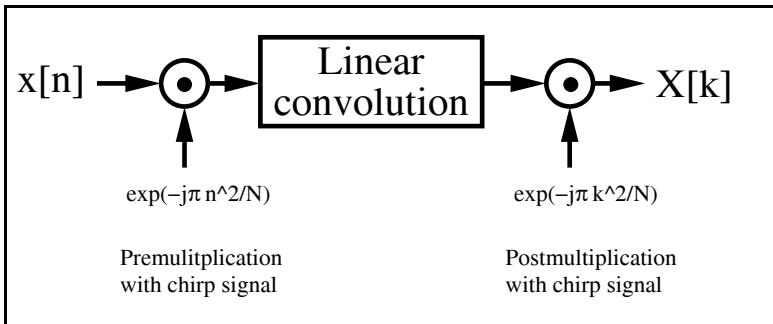 x[n]
Linear
convolution
X[k]
exp(−jπ n^2/N)
exp(−jπ k^2/N)
Premulitplication
with chirp signal
Postmultiplication
with chirp signal